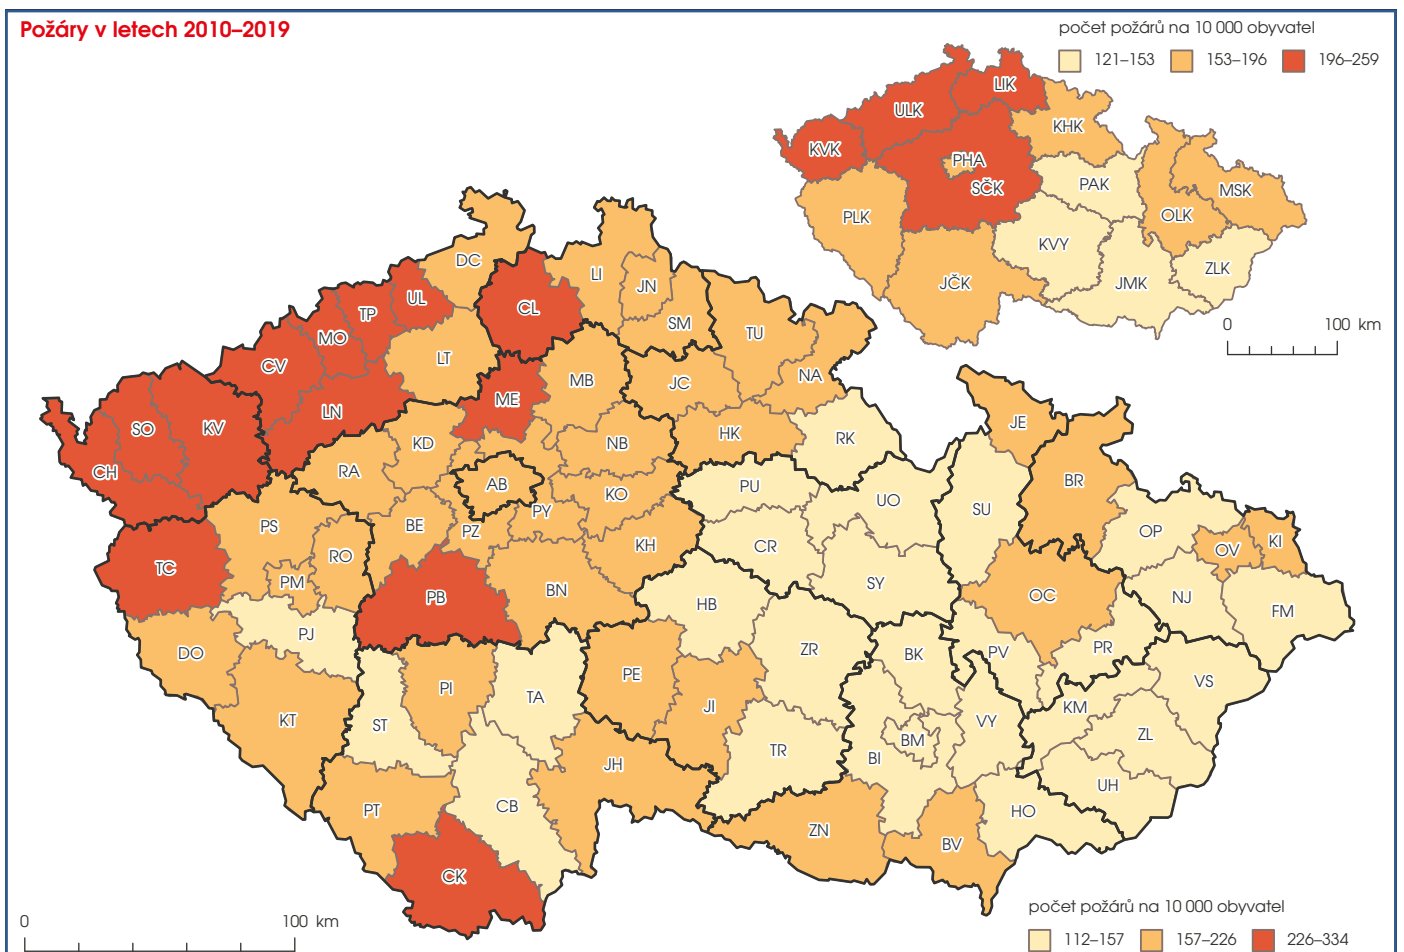 Požáry v letech 2010–2019
počet požárů na 10 000 obyvatel
121–153 153–196 196–259
LIK
ULK
KHK
KVK
PHA
SČK
PAK
MSK
PLK
OLK
KVY
ZLK
JČK
JMK
0 100 km
DC
LI
JN
UL
CL
TP
SM
MO
TU
LT
CV
MB
JC
NA
ME
LN
SO
KV
HK
RK
KD
NB
JE
CH
RA
AB
KO
PU
UO
SU
BR
PS
BE
PZ
PY
KH
CR
OP
OV
KI
RO
TC
PM
PB
BN
SY
OC
NJ
FM
HB
PJ
DO
ZR
BK
PV
PR
PE
VS
PI
TA
JI
KT
ST
KM
VY
BM
ZL
TR
BI
JH
UH
PT
CB
HO
ZN
BV
CK
0 100 km
počet požárů na 10 000 obyvatel
112–157 157–226 226–334